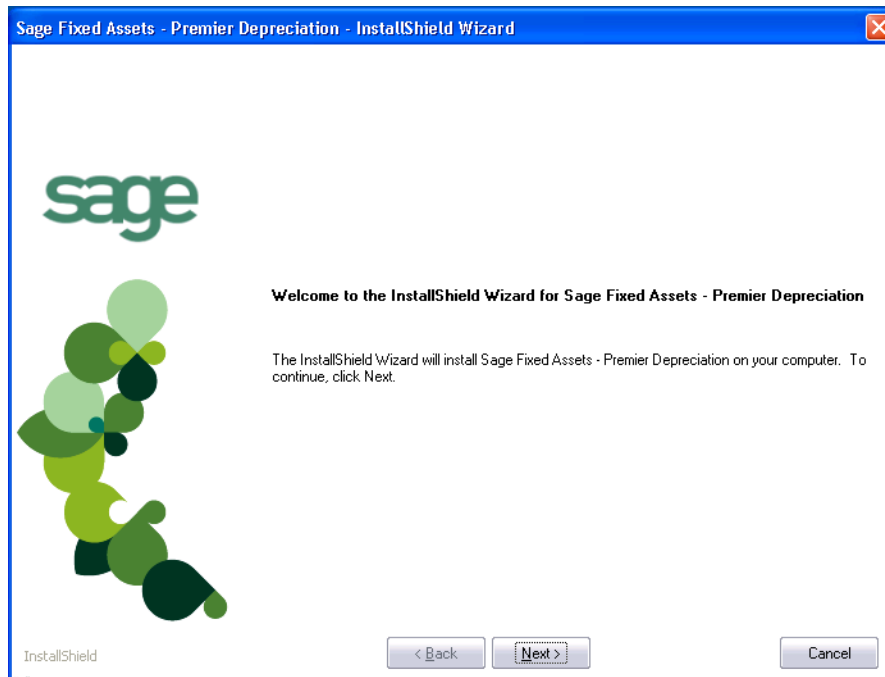 Sage Fixed Assets - Premier Depreciation - InstallShield Wizard
sage
Welcome to the InstallShield Wizard for Sage Fixed Assets - Premier Depreciation
The InstallShield Wizard will install Sage Fixed Assets - Premier Depreciation on your computer. To
continue, click Next.
InstallShield
< Back
Next >
Cancel